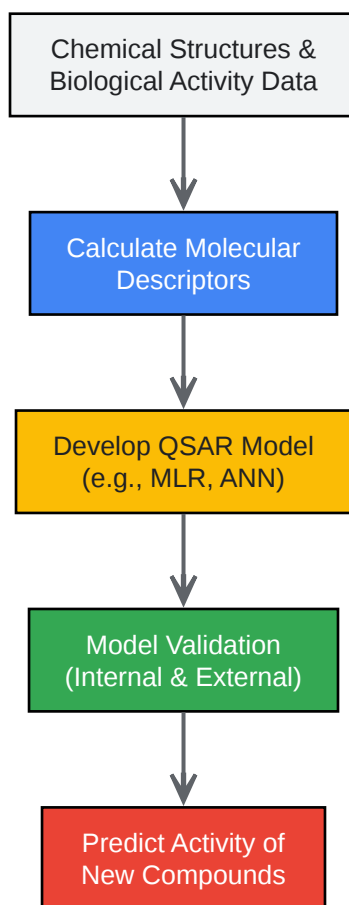 Chemical Structures &
Biological Activity Data
Calculate Molecular
Descriptors
Develop QSAR Model
(e.g., MLR, ANN)
Model Validation
(Internal & External)
Predict Activity of
New Compounds